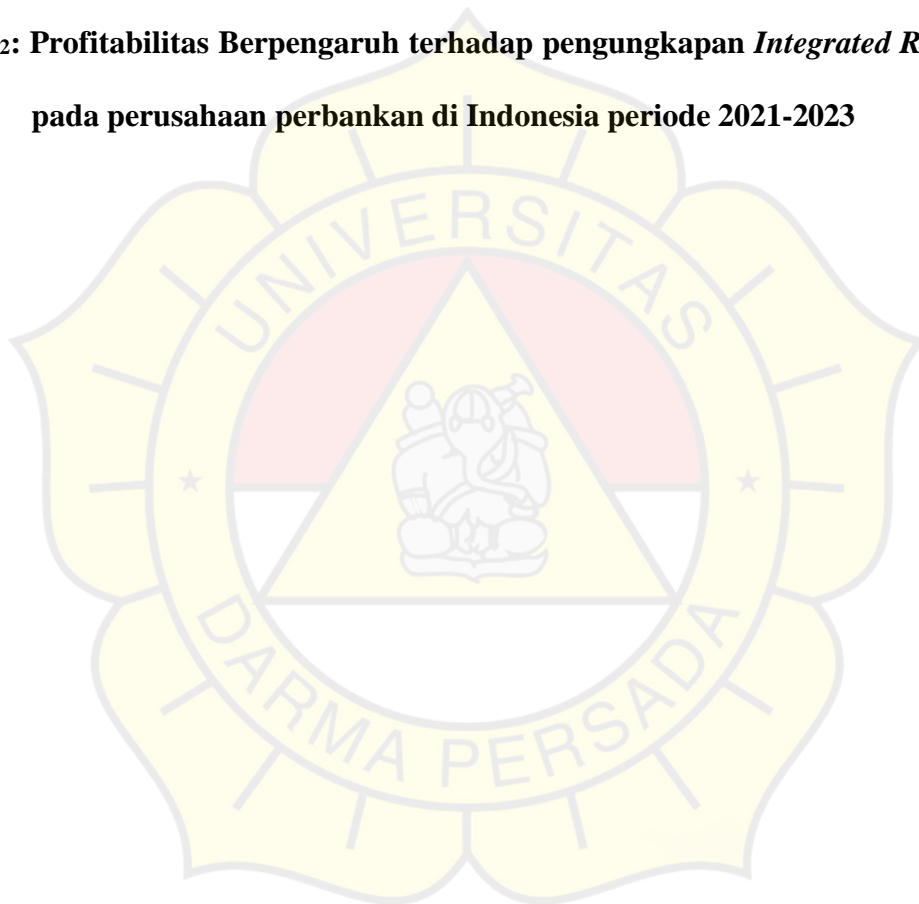 ₂: Profitabilitas Berpengaruh terhadap pengungkapan Integrated R
pada perusahaan perbankan di Indonesia periode 2021-2023
UNIVERSITAS
DARMA PERSADA